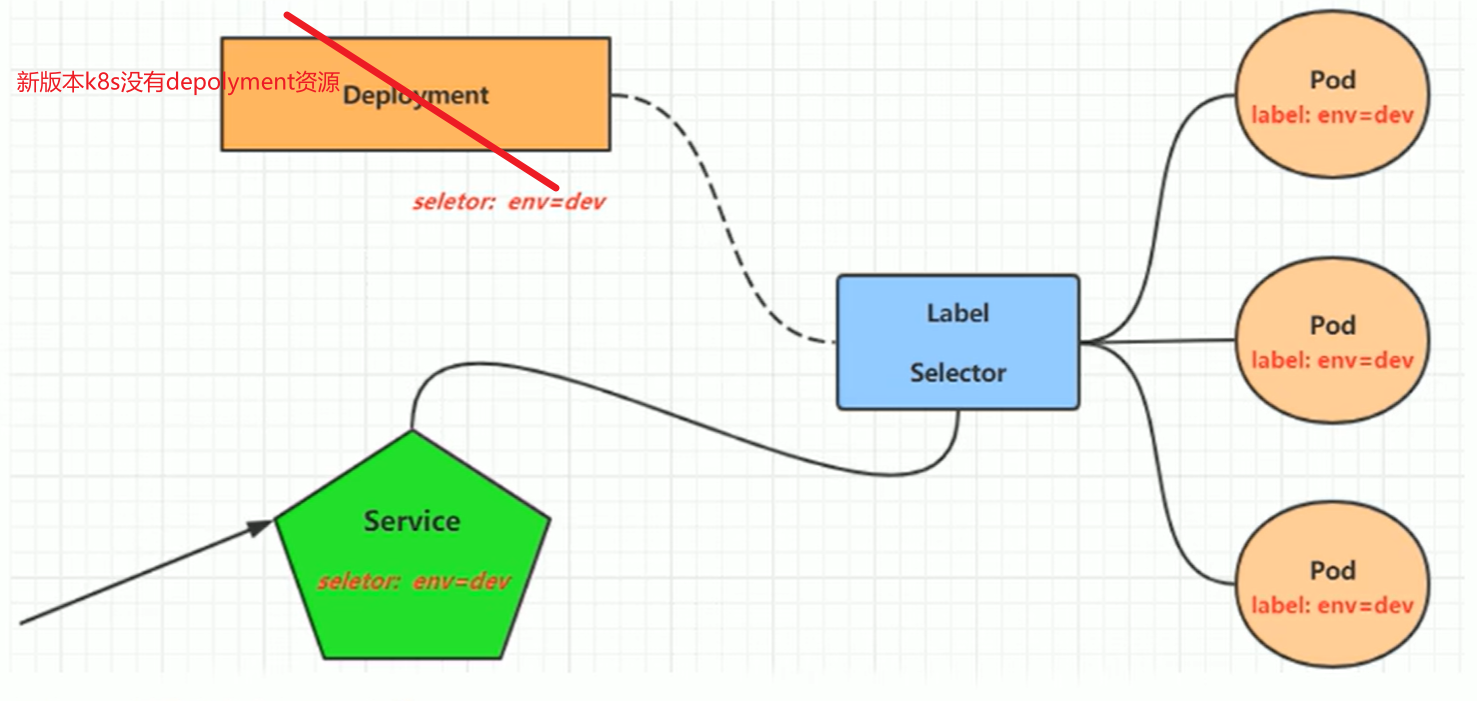 新版本k8s没有depolyment资源
Deployment
seletor: env=dev
Label
Selector
Service
seletor: env=dev
Pod
label: env=dev
Pod
label: env=dev
Pod
label: env=dev